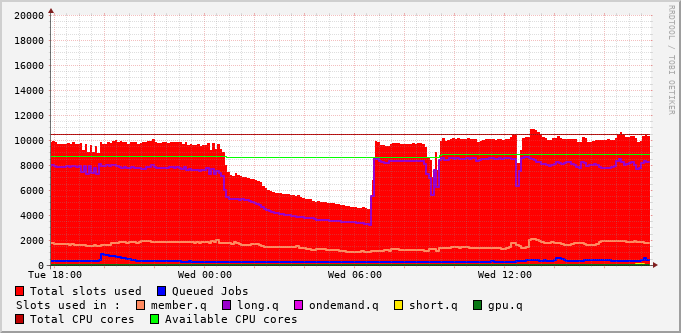 20000
18000
16000
14000
12000
10000
8000
6000
4000
2000
0
Tue 18:00 Wed 00:00 Wed 06:00 Wed 12:00
Total slots used Queued Jobs
Slots used in : member.q long.q ondemand.q short.q gpu.q
Total CPU cores Available CPU cores
RRDTOOL / TOBI OETIKER